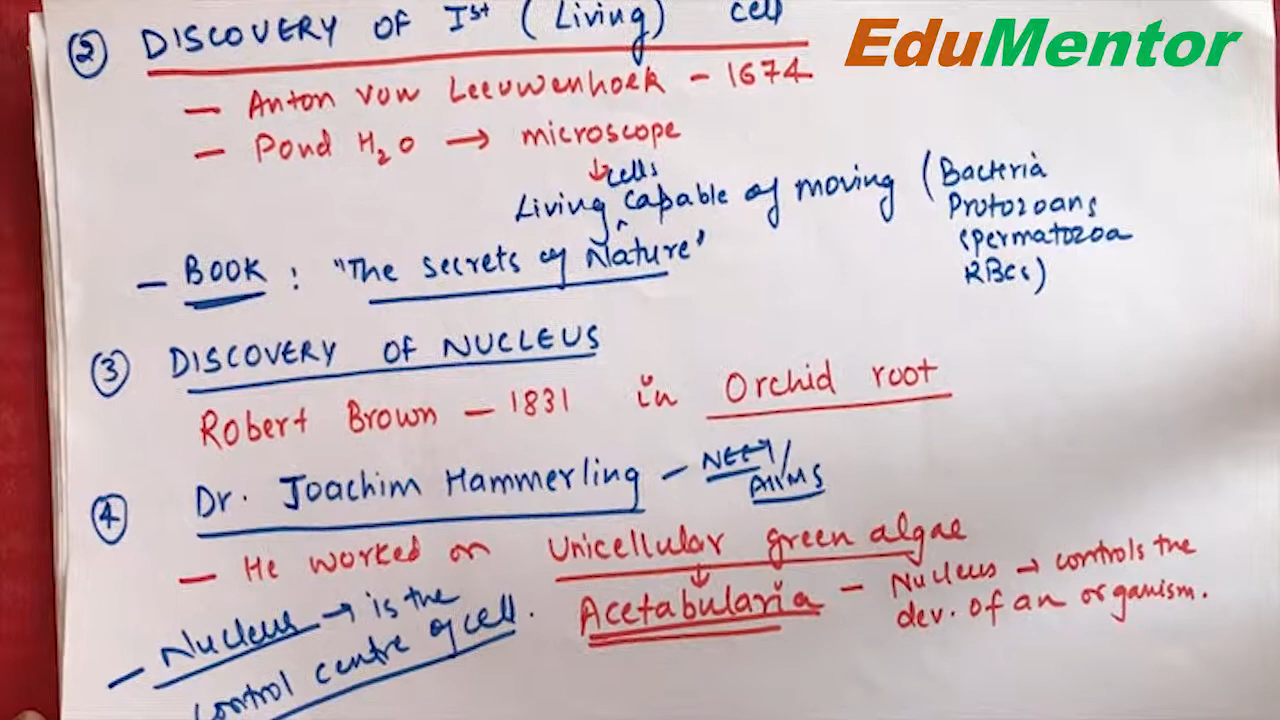 EduMentor
② DISCOVERY OF Ist (Living) cell
— Anton von Leeuwenhoek - 1674
— Pond H2O → microscope
↓ cells
Living ^ capable of moving (Bacteria
Protozoans
spermatozoa
RBCs)
— BOOK : "The secrets of Nature"
③ DISCOVERY OF NUCLEUS
Robert Brown — 1831 in Orchid root
④ Dr. Joachim Hammerling — NEET/
AIIMS
— He worked on Unicellular green algae
↓
Acetabularia — Nucleus → controls the
dev. of an organism.
— Nucleus → is the
control centre of cell.